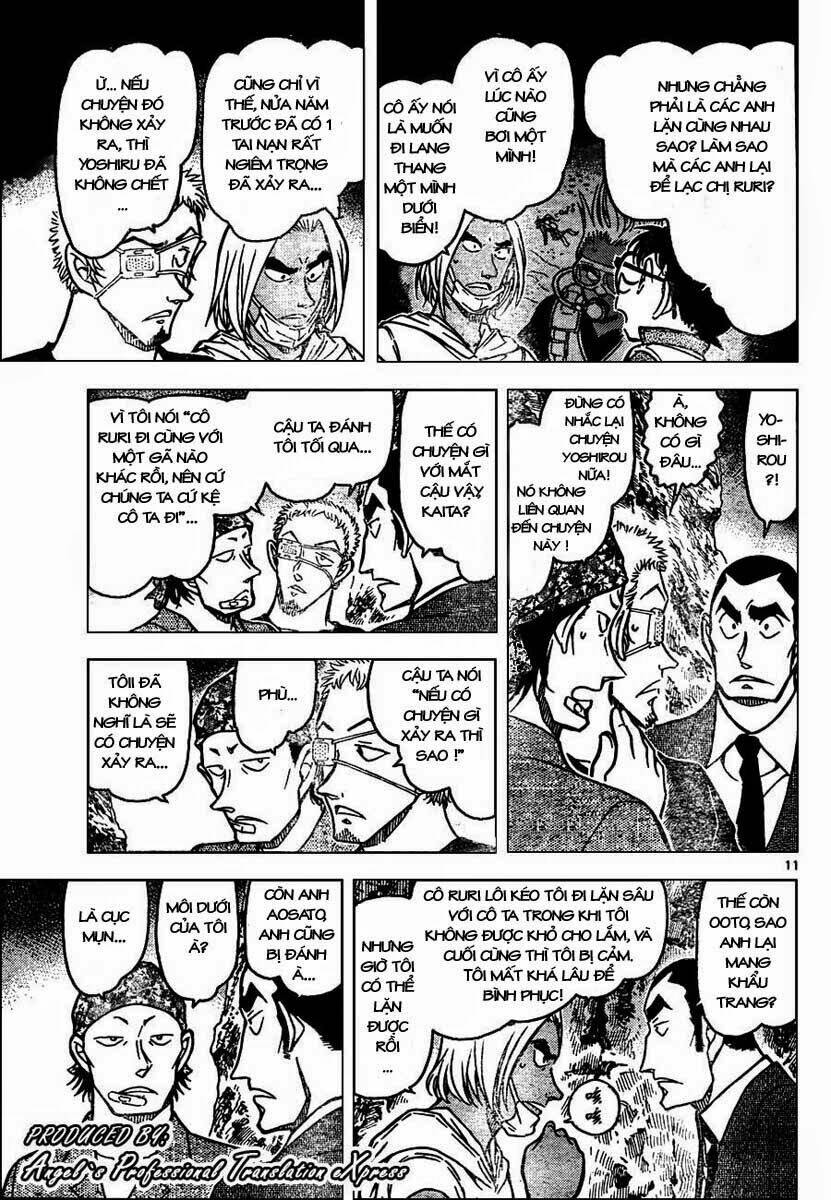 NHƯNG CHẲNG
PHẢI LÀ CÁC ANH
LẶN CÙNG NHAU
SAO? LÀM SAO
MÀ CÁC ANH LẠI
ĐỂ LẠC CHỊ RURI?
VÌ CÔ ẤY
LÚC NÀO
CŨNG
BƠI MỘT
MÌNH!
CÔ ẤY NÓI
LÀ MUỐN
ĐI LANG
THANG
MỘT MÌNH
DƯỚI
BIỂN!
CŨNG CHỈ VÌ
THẾ, NỬA NĂM
TRƯỚC ĐÃ CÓ 1
TAI NẠN RẤT
NGIÊM TRỌNG
ĐÃ XẢY RA...
Ừ... NẾU
CHUYỆN ĐÓ
KHÔNG XẢY
RA, THÌ
YOSHIRU ĐÃ
KHÔNG CHẾT
...
YO-
SHI-
ROU
?!
À,
KHÔNG
CÓ GÌ
ĐÂU...
ĐỪNG CÓ
NHẮC LẠI
CHUYỆN
YOSHIROU
NỮA!
NÓ KHÔNG
LIÊN QUAN
ĐẾN CHUYỆN
NÀY !
THẾ CÓ
CHUYỆN GÌ
VỚI MẮT
CẬU VẬY,
KAITA?
CẬU TA ĐÁNH
TÔI TỐI QUA...
VÌ TÔI NÓI “CÔ
RURI ĐI CÙNG VỚI
MỘT GÃ NÀO
KHÁC RỒI, NÊN CỨ
CHÚNG TA CỨ KỆ
CÔ TA ĐI”...
CẬU TA NÓI
“NẾU CÓ
CHUYỆN GÌ
XẢY RA THÌ
SAO !”
PHÙ...
TÔII ĐÃ
KHÔNG
NGHĨ LÀ SẼ
CÓ CHUYỆN
XẢY RA...
11
THẾ CÒN
OOTO, SAO
ANH LẠI
MANG
KHẨU
TRANG?
CÔ RURI LÔI KÉO TÔI ĐI LẶN SÂU
VỚI CÔ TA TRONG KHI TÔI
KHÔNG ĐƯỢC KHỎ CHO LẮM, VÀ
CUỐI CÙNG THÌ TÔI BỊ CẢM.
TÔI MẤT KHÁ LÂU ĐỂ
BÌNH PHỤC!
NHƯNG
GIỜ TÔI
CÓ THỂ
LẶN
ĐƯỢC
RỒI
...
CÒN ANH
AOSATO,
ANH CŨNG
BỊ ĐÁNH
À...
MÔI DƯỚI
CỦA TÔI
À?
LÀ CỤC
MỤN...
PRODUCED BY:
Angel`s Professional Translation eXpress